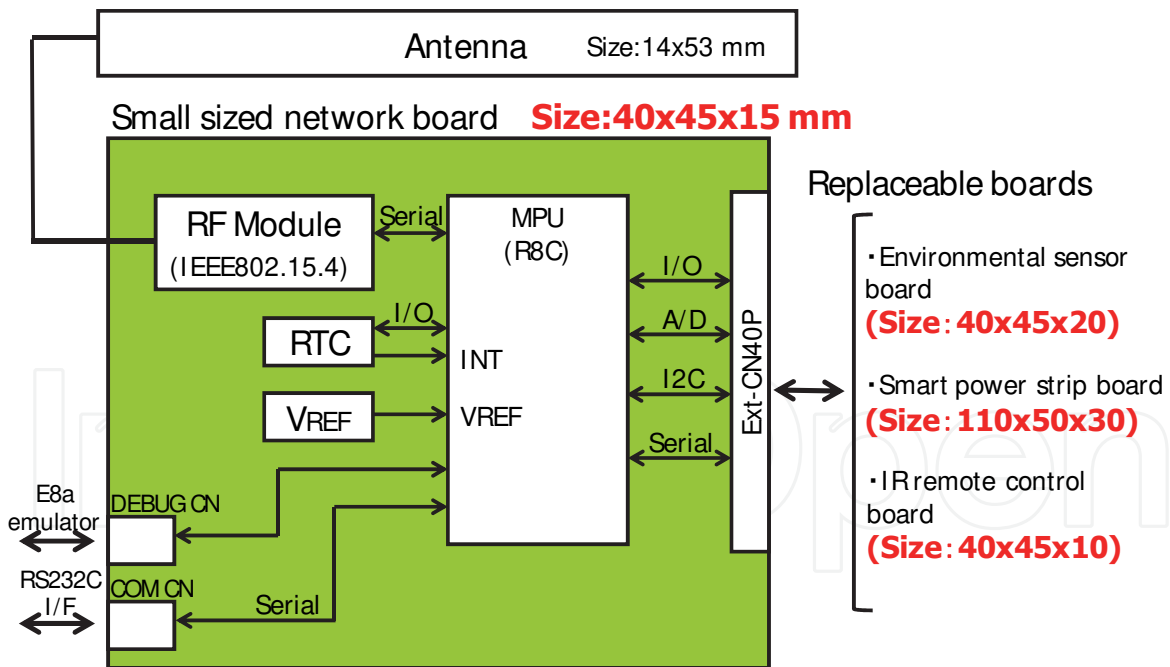 Antenna Size:14x53 mm
Small sized network board Size:40x45x15 mm
Replaceable boards
RF Module
(IEEE802.15.4)
Serial
MPU
(R8C)
I/O
RTC
INT
VREF
VREF
I/O
A/D
I2C
Serial
Ext-CN40P
・Environmental sensor
board
(Size: 40x45x20)
・Smart power strip board
(Size: 110x50x30)
・IR remote control
board
(Size: 40x45x10)
E8a
emulator
DEBUG CN
RS232C
I/F
COM CN
Serial
Open